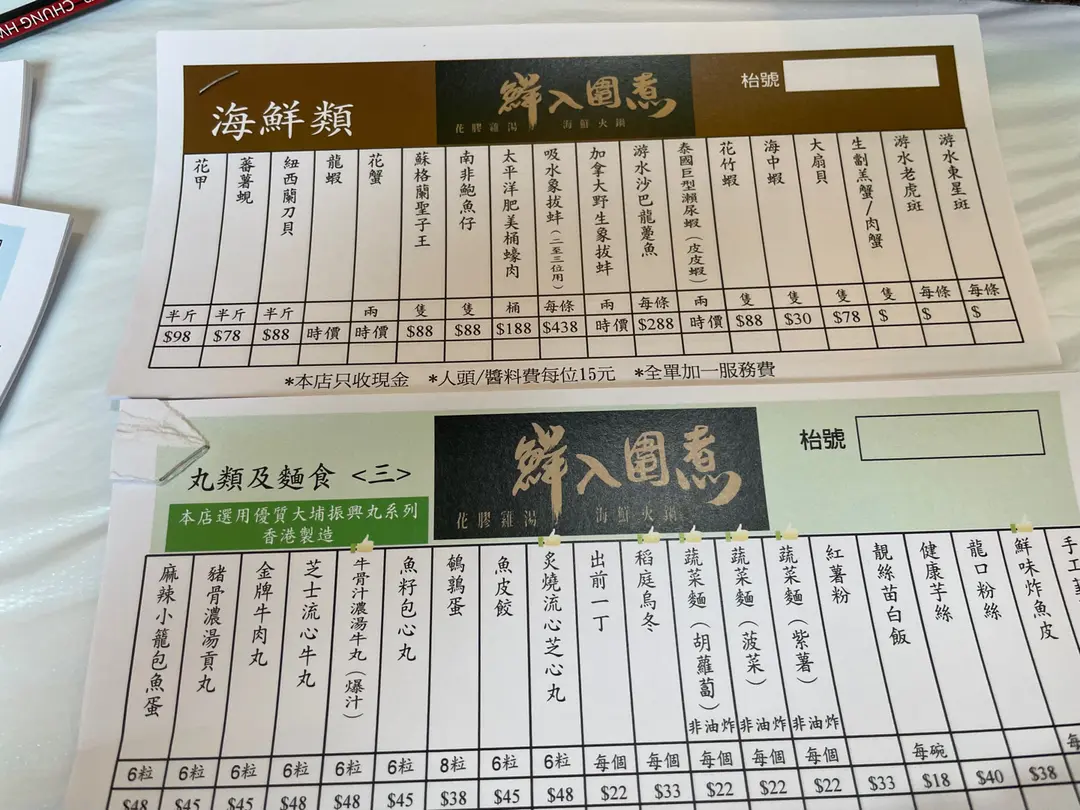 CHUNG HW
海鮮類
鮮入圍煮
花膠雞湯 海鮮火鍋
枱號
花甲
蕃薯蜆
紐西蘭刀貝
龍蝦
花蟹
蘇格蘭聖子王
南非鮑魚仔
太平洋肥美桶蠔肉
吸水象拔蚌(二至三位用)
加拿大野生象拔蚌
游水沙巴龍躉魚
泰國巨型瀨尿蝦(皮皮蝦)
花竹蝦
海中蝦
大扇貝
生劏羔蟹/肉蟹
游水老虎斑
游水東星斑
半斤 半斤 半斤 兩 隻 隻 桶 每條 兩 每條 兩 隻 隻 隻 隻 每條 每條
$98 $78 $88 時價 時價 $88 $88 $188 $438 時價 $288 時價 $88 $30 $78 $ $ $
*本店只收現金 *人頭/醬料費每位15元 *全單加一服務費
丸類及麵食 <三>
本店選用優質大埔振興丸系列
香港製造
鮮入圍煮
花膠雞湯 海鮮火鍋
枱號
麻辣小籠包魚蛋
豬骨濃湯貢丸
金牌牛肉丸
芝士流心牛丸
牛骨汁濃湯牛丸(爆汁)
魚籽包心丸
鵪鶉蛋
魚皮餃
炙燒流心芝心丸
出前一丁
稻庭烏冬
蔬菜麵(胡蘿蔔)非油炸
蔬菜麵(菠菜)非油炸
蔬菜麵(紫薯)非油炸
紅薯粉
靚絲苗白飯
健康芋絲
龍口粉絲
鮮味炸魚皮
手工
6粒 6粒 6粒 6粒 6粒 6粒 8粒 6粒 6粒 每個 每個 每個 每個 每個 每碗 每
$48 $45 $45 $48 $48 $45 $38 $45 $48 $22 $33 $22 $22 $22 $33 $18 $40 $38